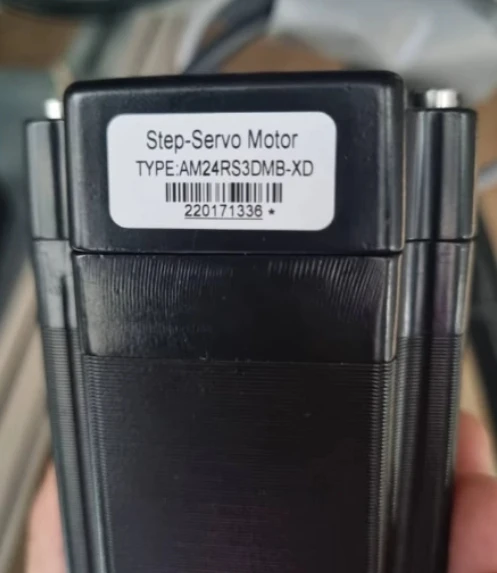 Step-Servo Motor
TYPE:AM24RS3DMB-XD
220171336 *